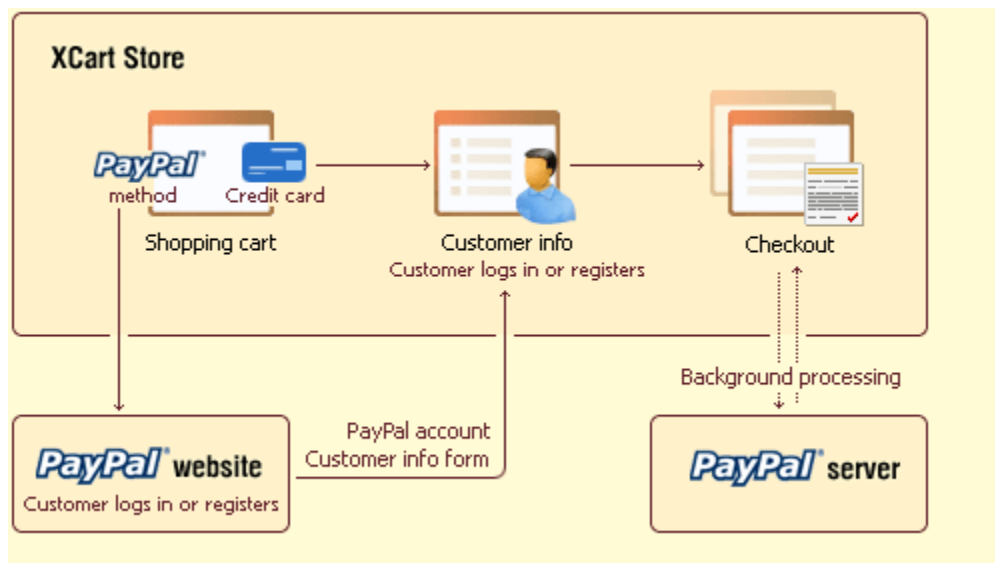 XCart Store
PayPal
method
Credit card
Shopping cart
Customer info
Customer logs in or registers
Checkout
Background processing
PayPal account
Customer info form
PayPal website
Customer logs in or registers
PayPal server